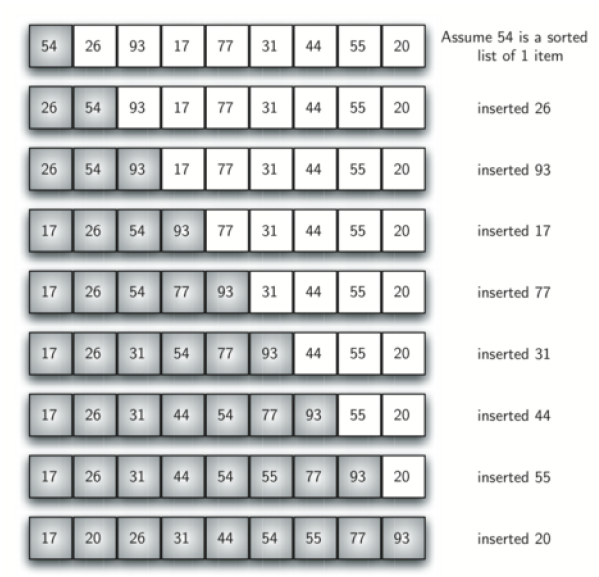 54 26 93 17 77 31 44 55 20 Assume 54 is a sorted
list of 1 item
26 54 93 17 77 31 44 55 20 inserted 26
26 54 93 17 77 31 44 55 20 inserted 93
17 26 54 93 77 31 44 55 20 inserted 17
17 26 54 77 93 31 44 55 20 inserted 77
17 26 31 54 77 93 44 55 20 inserted 31
17 26 31 44 54 77 93 55 20 inserted 44
17 26 31 44 54 55 77 93 20 inserted 55
17 20 26 31 44 54 55 77 93 inserted 20